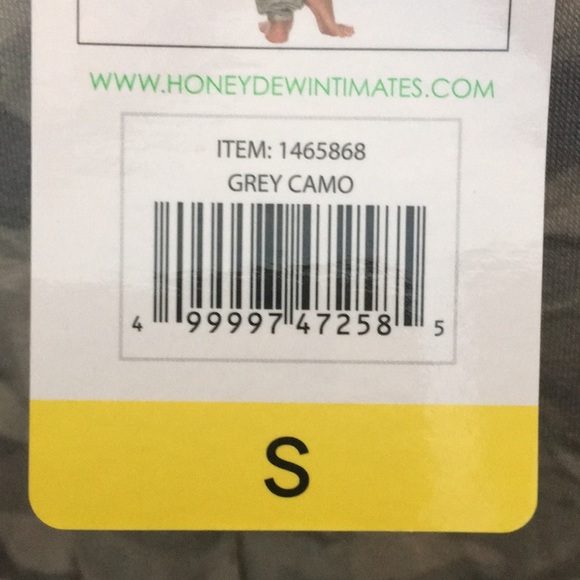 WWW.HONEYDEWINTIMATES.COM
ITEM: 1465868
GREY CAMO
4 99997 47258 5
S